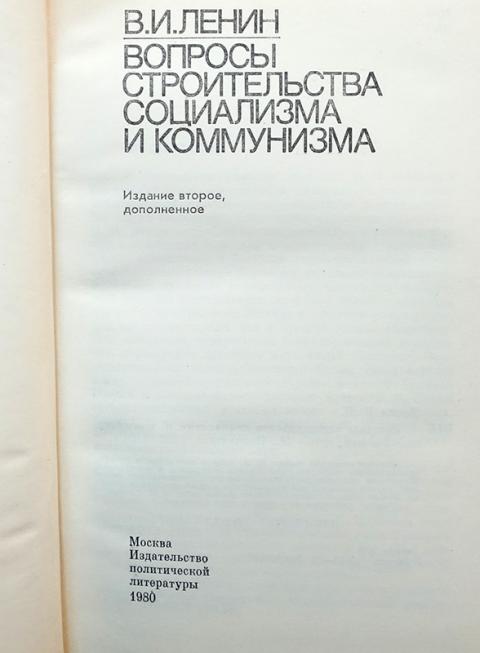 В.И.ЛЕНИН
ВОПРОСЫ
СТРОИТЕЛЬСТВА
СОЦИАЛИЗМА
И КОММУНИЗМА
Издание второе,
дополненное
Москва
Издательство
политической
литературы
1980